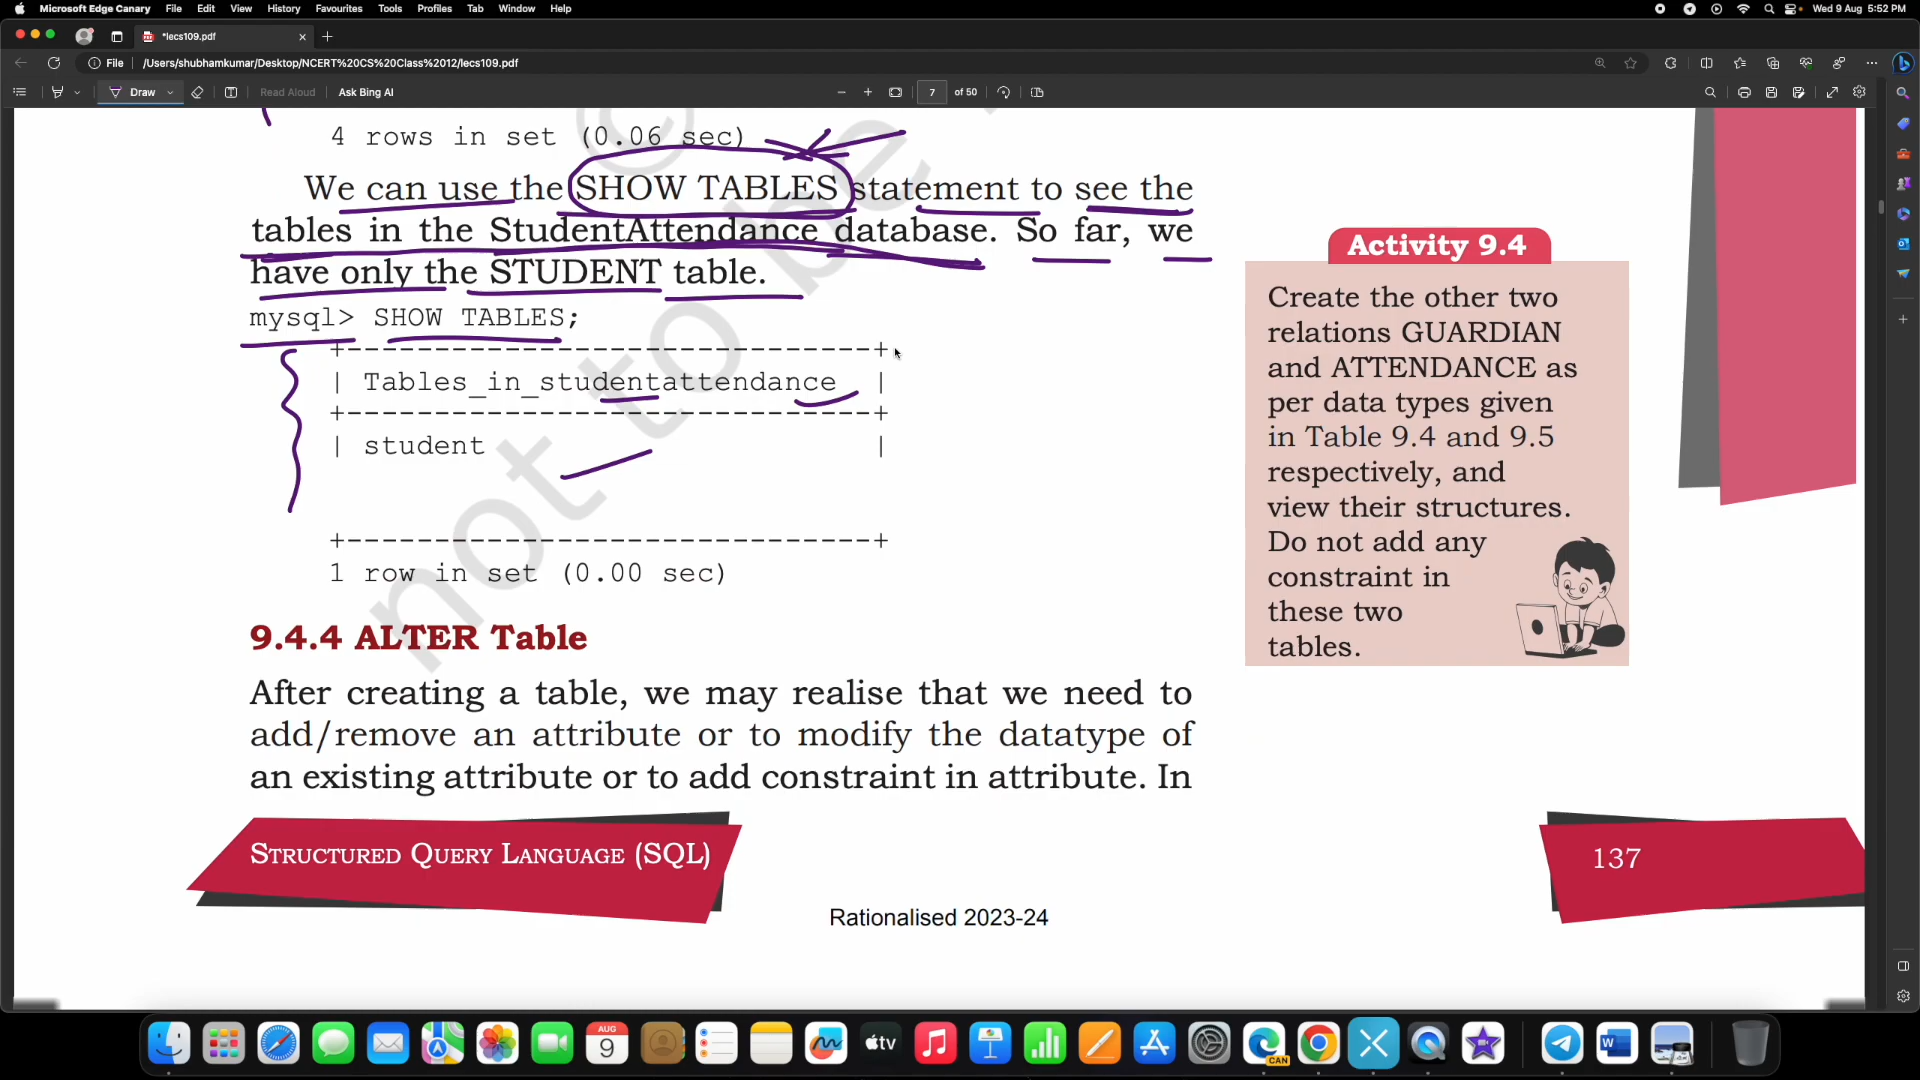 Microsoft Edge Canary File Edit View History Favourites Tools Profiles Tab Window Help Wed 9 Aug 5:52 PM
*lecs109.pdf
File /Users/shubhamkumar/Desktop/NCERT%20CS%20Class%2012/lecs109.pdf
Draw Read Aloud Ask Bing AI 7 of 50
4 rows in set (0.06 sec)
We can use the SHOW TABLES statement to see the
tables in the StudentAttendance database. So far, we
have only the STUDENT table.
mysql> SHOW TABLES;
+------------------------------+
| Tables_in_studentattendance |
+------------------------------+
| student |
+------------------------------+
1 row in set (0.00 sec)
9.4.4 ALTER Table
After creating a table, we may realise that we need to
add/remove an attribute or to modify the datatype of
an existing attribute or to add constraint in attribute. In
Activity 9.4
Create the other two
relations GUARDIAN
and ATTENDANCE as
per data types given
in Table 9.4 and 9.5
respectively, and
view their structures.
Do not add any
constraint in
these two
tables.
STRUCTURED QUERY LANGUAGE (SQL)
137
Rationalised 2023-24
© not to be
AUG
9
tv
CAN
W